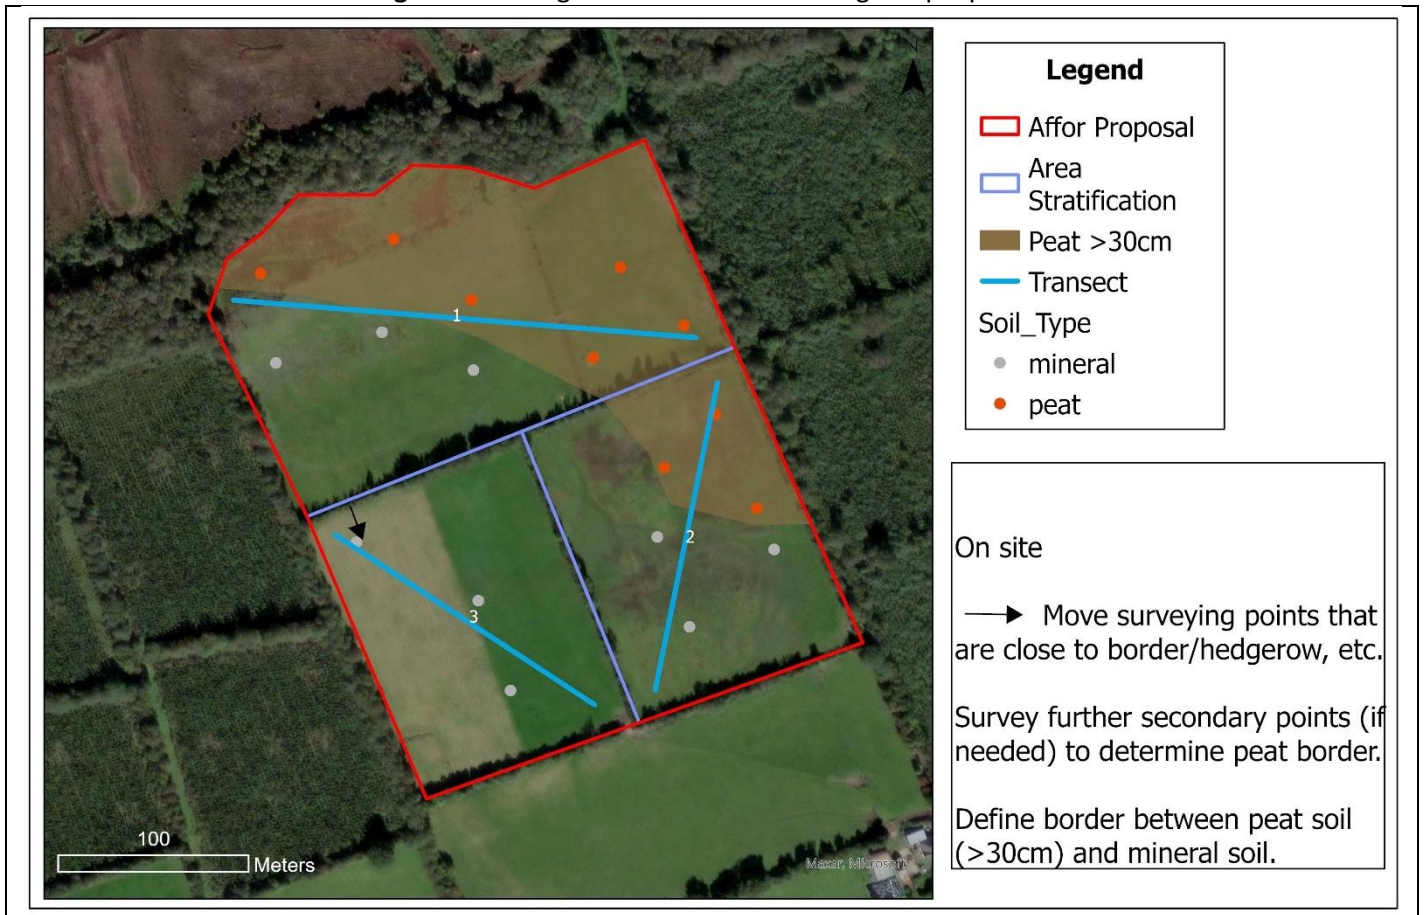 N
1
2
3
100
Meters
Maxar, Microsoft
Legend
Affor Proposal
Area
Stratification
Peat >30cm
Transect
Soil_Type
mineral
peat
On site
Move surveying points that
are close to border/hedgerow, etc.
Survey further secondary points (if
needed) to determine peat border.
Define border between peat soil
(>30cm) and mineral soil.